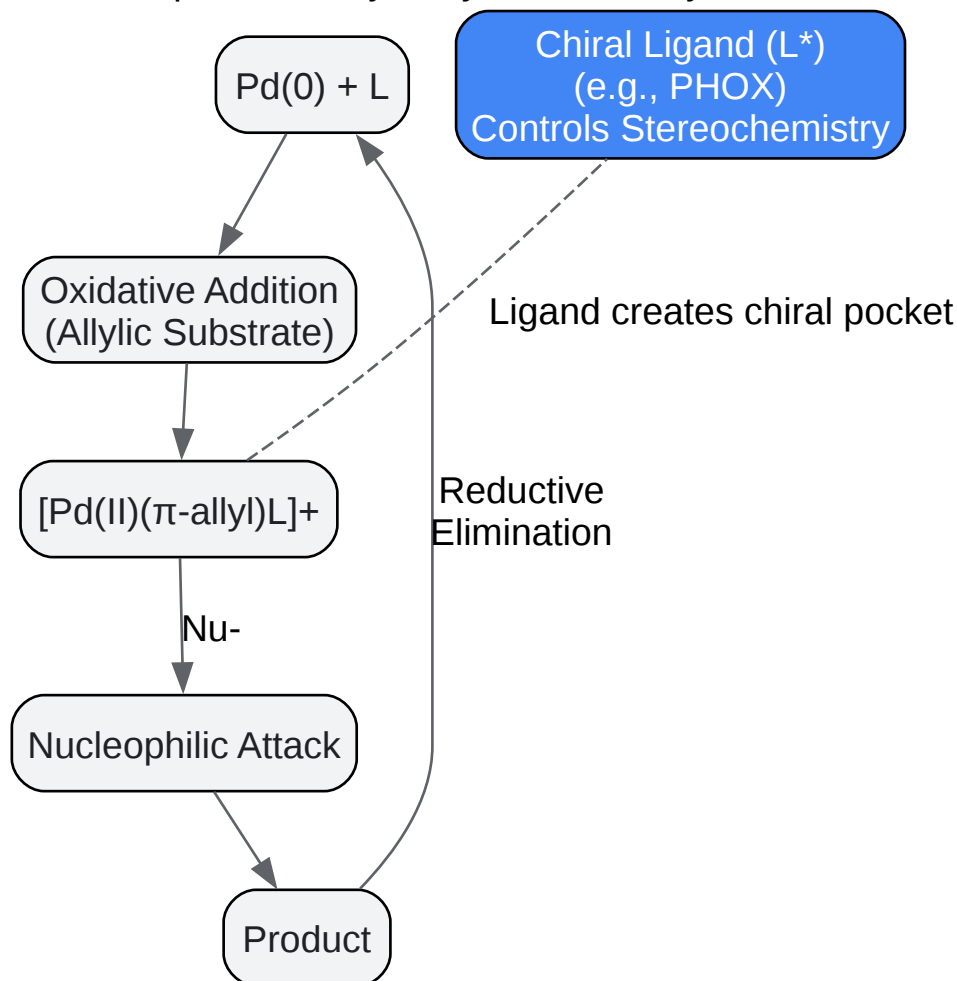 Pd(0) + L
Chiral Ligand (L*)
(e.g., PHOX)
Controls Stereochemistry
Oxidative Addition
(Allylic Substrate)
Ligand creates chiral pocket
[Pd(II)(π-allyl)L]+
Reductive
Elimination
Nu-
Nucleophilic Attack
Product